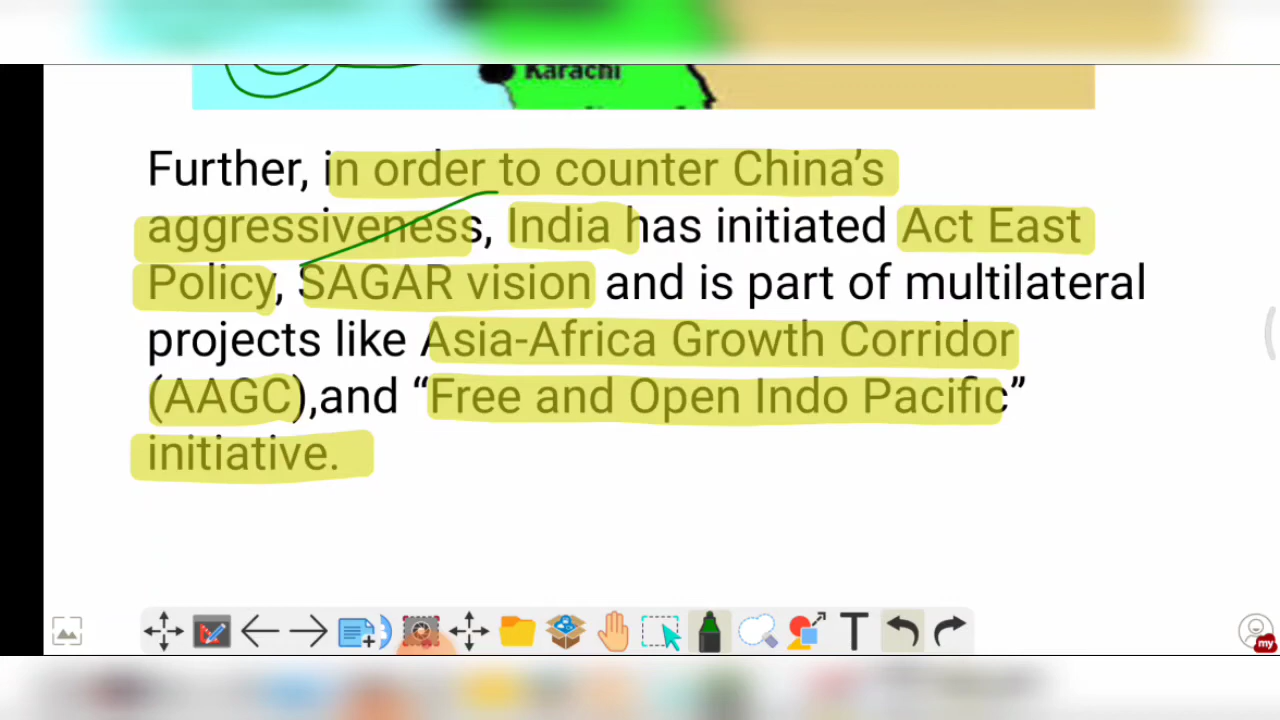 Karachi
Further, in order to counter China’s
aggressiveness, India has initiated Act East
Policy, SAGAR vision and is part of multilateral
projects like Asia-Africa Growth Corridor
(AAGC),and “Free and Open Indo Pacific”
initiative.
T
my